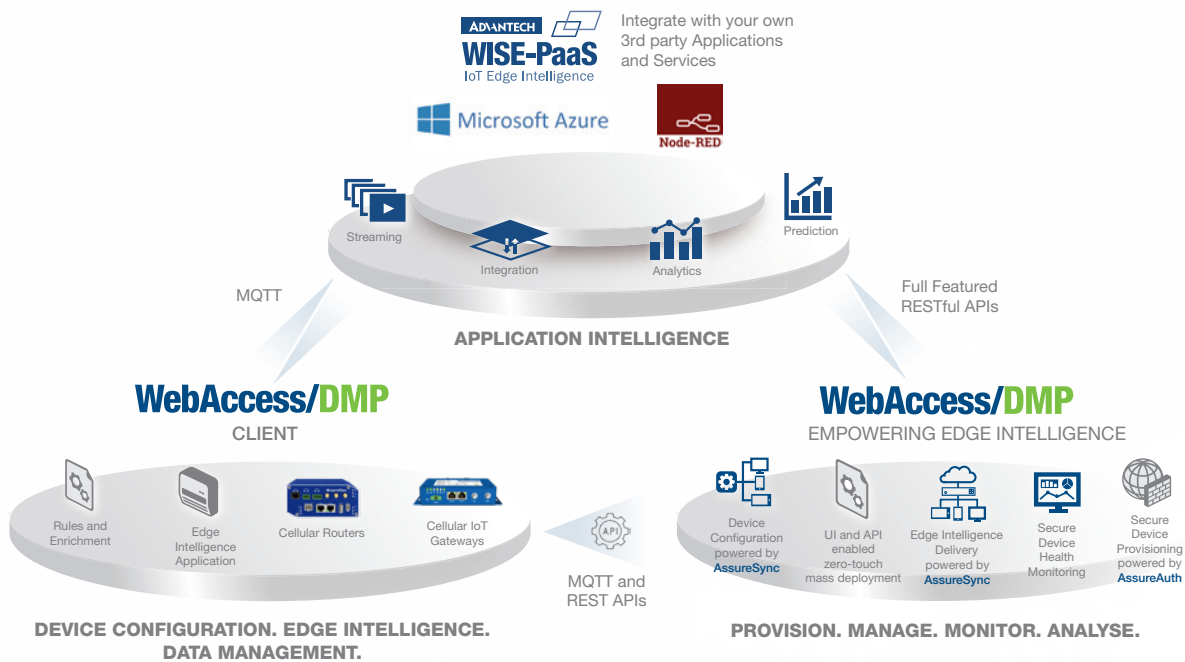 ADVANTECH
WISE-PaaS
IoT Edge Intelligence
Integrate with your own
3rd party Applications
and Services
Microsoft Azure
Node-RED
Streaming
Integration
Analytics
Prediction
MQTT
Full Featured
RESTful APIs
APPLICATION INTELLIGENCE
WebAccess/DMP
CLIENT
WebAccess/DMP
EMPOWERING EDGE INTELLIGENCE
Rules and
Enrichment
Edge
Intelligence
Application
Cellular Routers
Cellular IoT
Gateways
API
MQTT and
REST APIs
Device
Configuration
powered by
AssureSync
UI and API
enabled
zero-touch
mass deployment
Edge Intelligence
Delivery
powered by
AssureSync
Secure
Device
Health
Monitoring
Secure
Device
Provisioning
powered by
AssureAuth
DEVICE CONFIGURATION. EDGE INTELLIGENCE.
DATA MANAGEMENT.
PROVISION. MANAGE. MONITOR. ANALYSE.